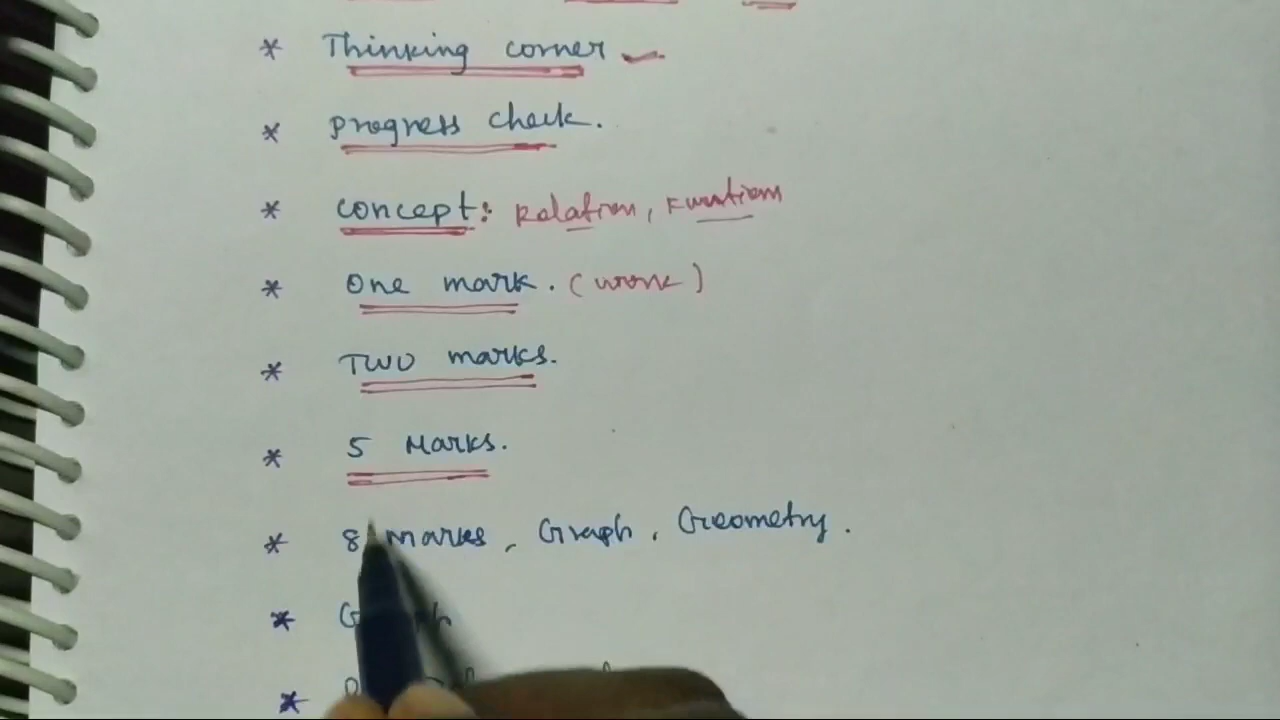 * Thinking corner
* Progress check.
* concept: Relation, Function
* One mark. (work)
* Two marks.
* 5 Marks.
* 8 Marks, Graph, Geometry.
*
*